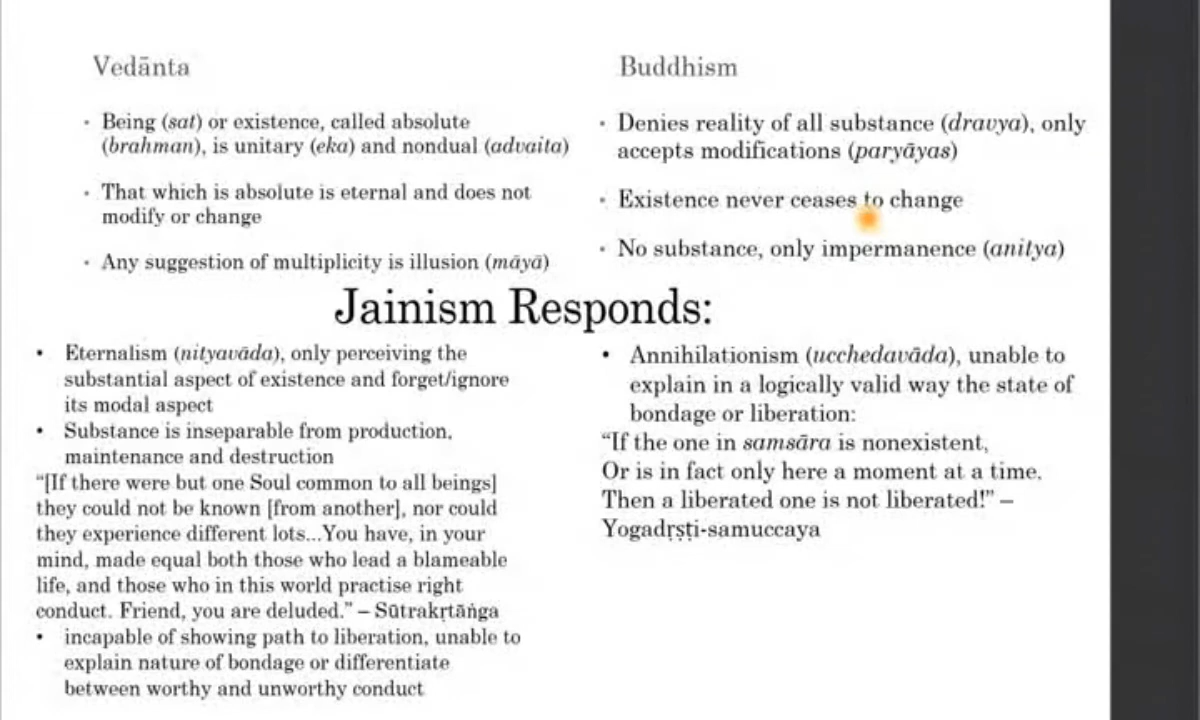 Vedānta
• Being (sat) or existence, called absolute
(brahman), is unitary (eka) and nondual (advaita)
• That which is absolute is eternal and does not
modify or change
• Any suggestion of multiplicity is illusion (māyā)
Buddhism
• Denies reality of all substance (dravya), only
accepts modifications (paryāyas)
• Existence never ceases to change
• No substance, only impermanence (anitya)
Jainism Responds:
• Eternalism (nityavāda), only perceiving the
substantial aspect of existence and forget/ignore
its modal aspect
• Substance is inseparable from production,
maintenance and destruction
“[If there were but one Soul common to all beings]
they could not be known [from another], nor could
they experience different lots...You have, in your
mind, made equal both those who lead a blameable
life, and those who in this world practise right
conduct. Friend, you are deluded.” – Sūtrakṛtāṅga
• incapable of showing path to liberation, unable to
explain nature of bondage or differentiate
between worthy and unworthy conduct
• Annihilationism (ucchedavāda), unable to
explain in a logically valid way the state of
bondage or liberation:
“If the one in samsāra is nonexistent,
Or is in fact only here a moment at a time.
Then a liberated one is not liberated!” –
Yogadṛṣṭi-samuccaya